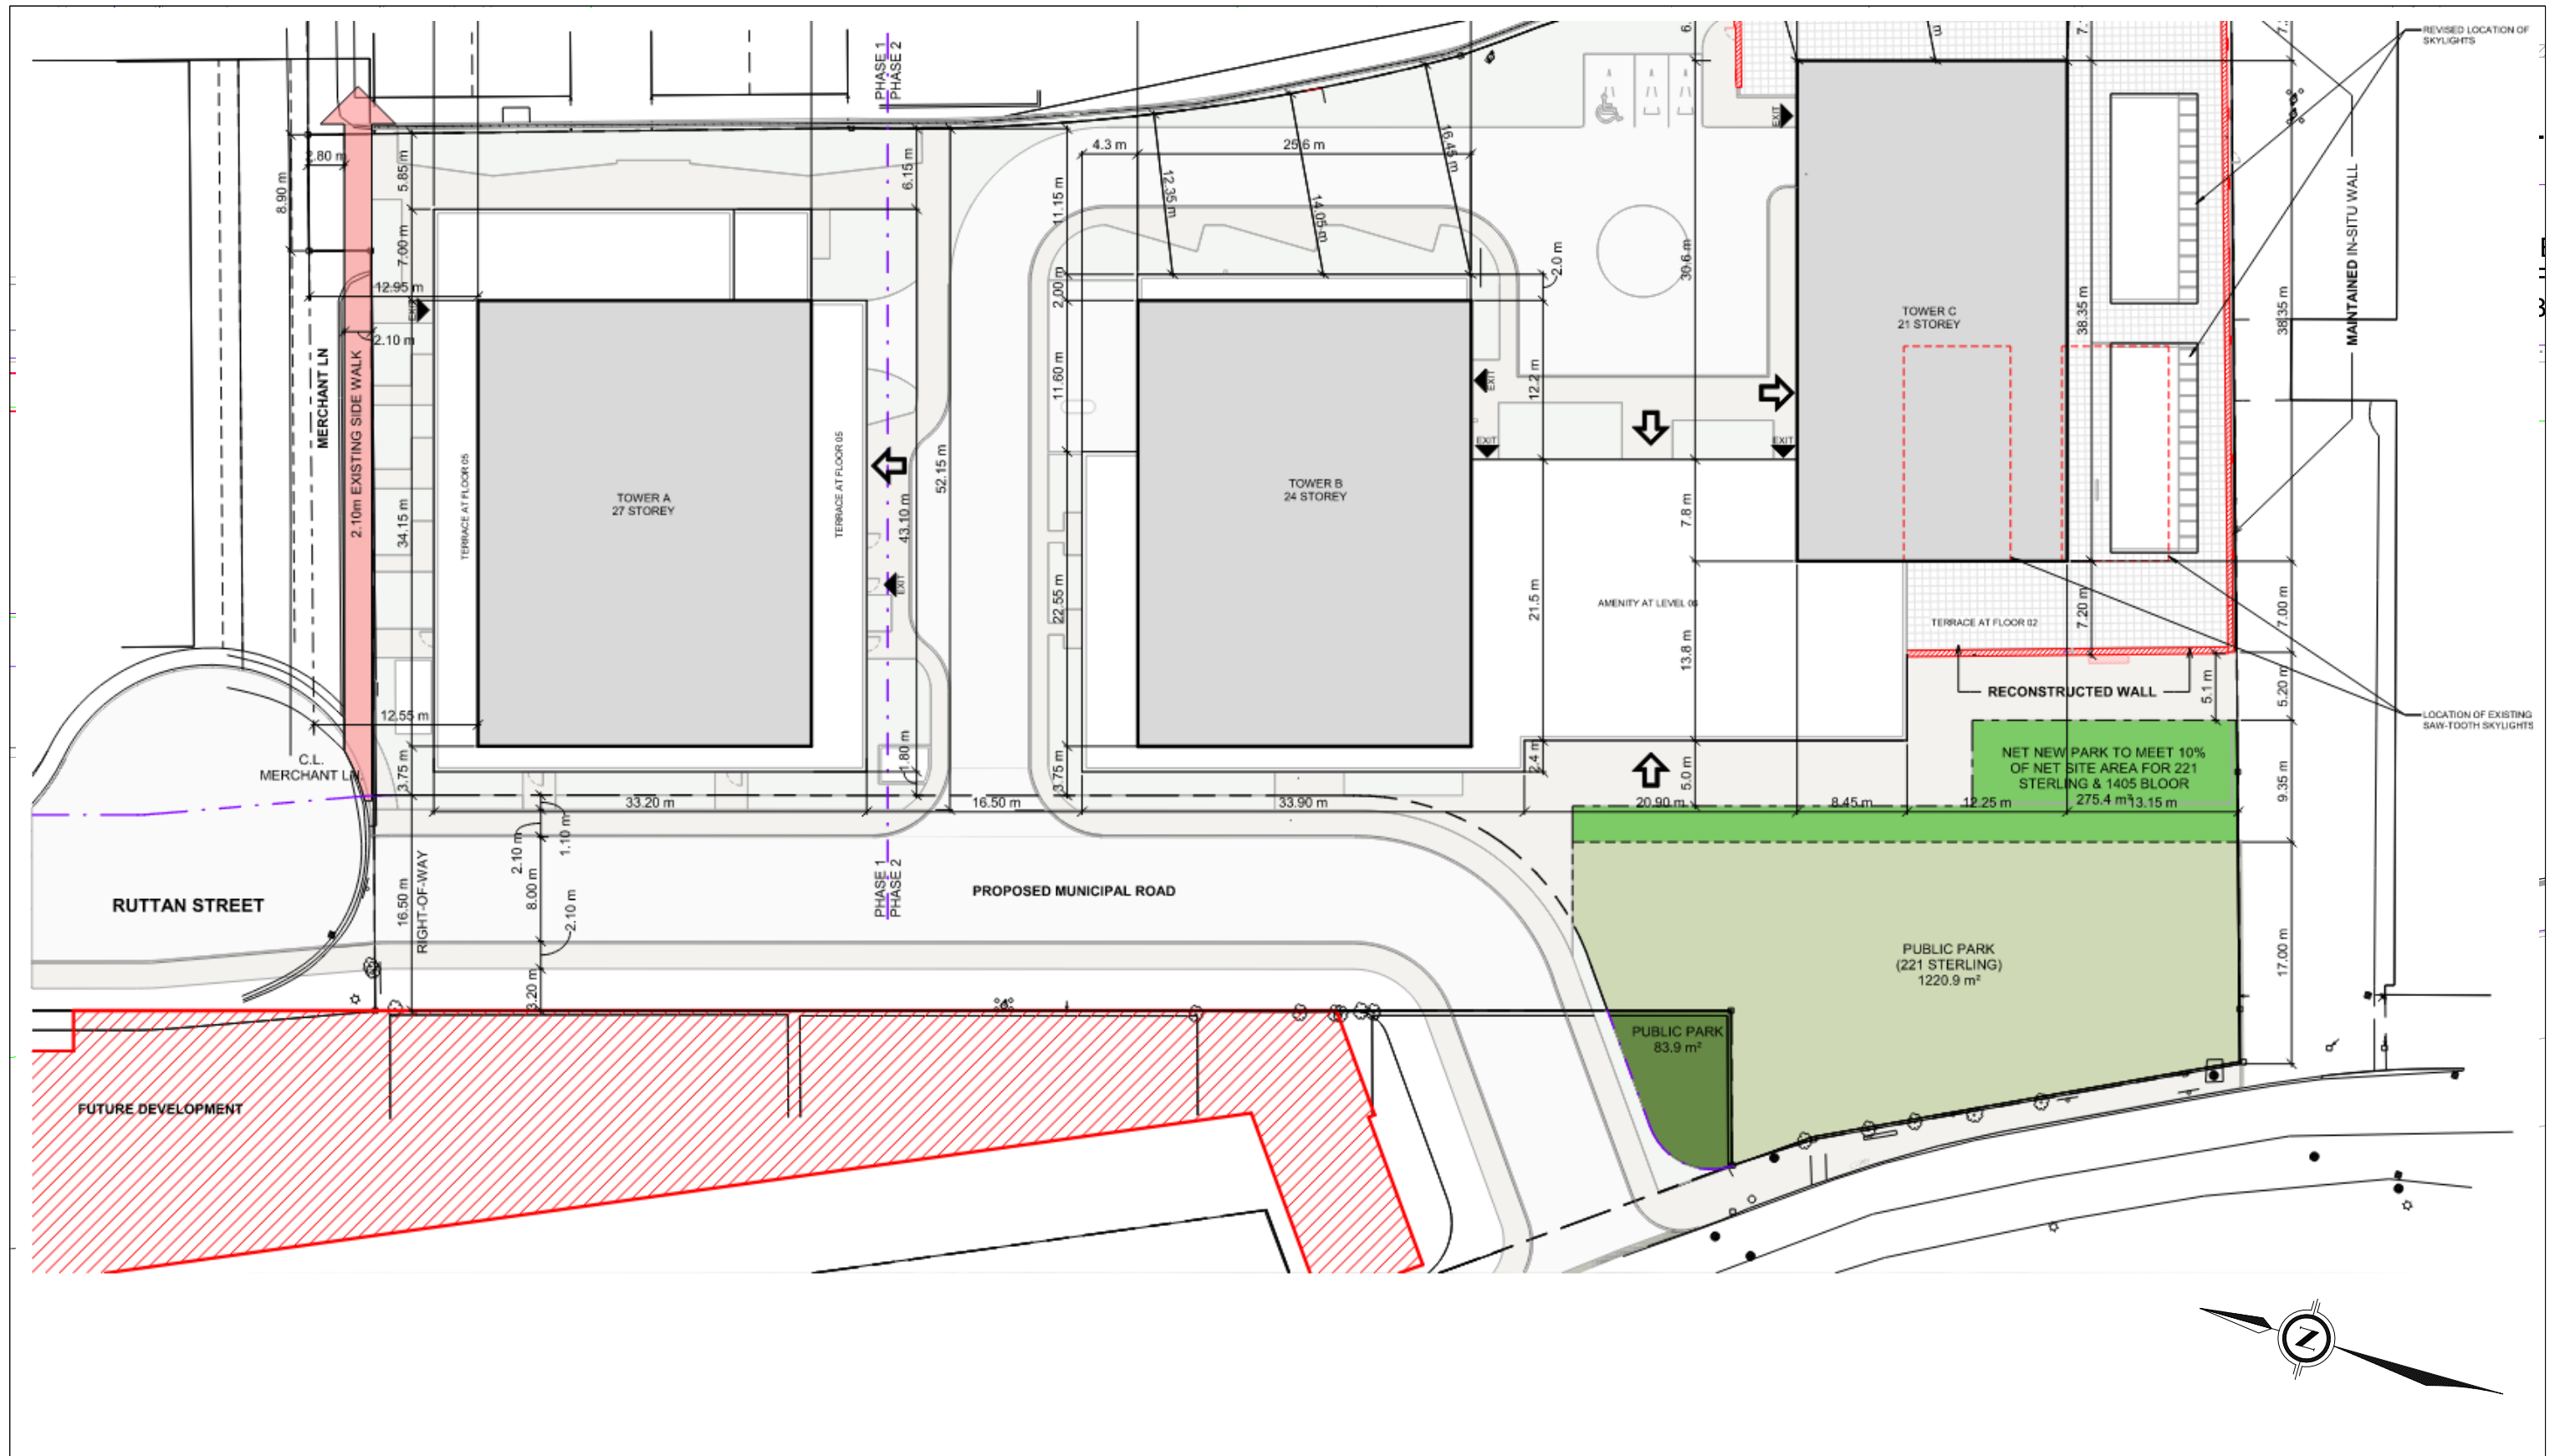 REVISED LOCATION OF
SKYLIGHTS
PHASE 1
PHASE 2
MAINTAINED IN-SITU WALL
2.80 m
8.90 m
5.85 m
6.15 m
4.3 m
25.6 m
11.15 m
12.35 m
14.05 m
16.45 m
EXIT
7.00 m
12.95 m
EXIT
2.10 m
2.00 m
2.0 m
30.6 m
38.35 m
38.35 m
TOWER C
21 STOREY
MERCHANT LN
2.10m EXISTING SIDE WALK
11.60 m
12.2 m
EXIT
EXIT
EXIT
TERRACE AT FLOOR 05
TOWER A
27 STOREY
TERRACE AT FLOOR 05
34.15 m
43.10 m
52.15 m
EXIT
TOWER B
24 STOREY
22.55 m
21.5 m
7.8 m
13.8 m
AMENITY AT LEVEL 06
TERRACE AT FLOOR 02
7.20 m
7.00 m
RECONSTRUCTED WALL
5.1 m
5.20 m
LOCATION OF EXISTING
SAW-TOOTH SKYLIGHTS
12.55 m
C.L.
MERCHANT LN.
3.75 m
1.80 m
3.75 m
2.4 m
5.0 m
NET NEW PARK TO MEET 10%
OF NET SITE AREA FOR 221
STERLING & 1405 BLOOR
275.4 m²
9.35 m
33.20 m
16.50 m
33.90 m
20.90 m
8.45 m
12.25 m
13.15 m
2.10 m
1.10 m
RUTTAN STREET
16.50 m
RIGHT-OF-WAY
8.00 m
2.10 m
3.20 m
PHASE 1
PHASE 2
PROPOSED MUNICIPAL ROAD
PUBLIC PARK
(221 STERLING)
1220.9 m²
17.00 m
PUBLIC PARK
83.9 m²
FUTURE DEVELOPMENT
N